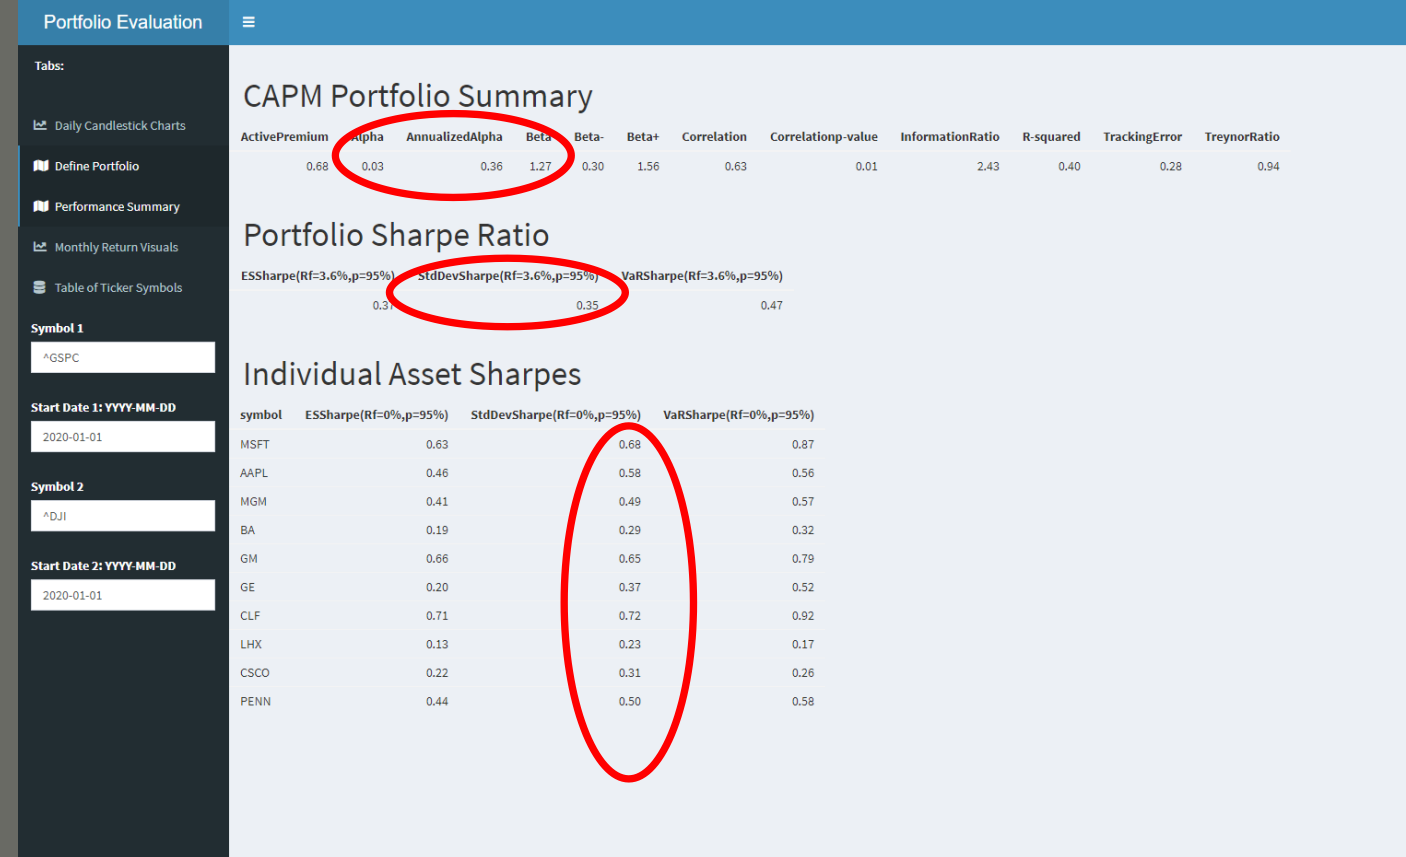 Portfolio Evaluation
Tabs:
Daily Candlestick Charts
Define Portfolio
Performance Summary
Monthly Return Visuals
Table of Ticker Symbols
Symbol 1
^GSPC
Start Date 1: YYYY-MM-DD
2020-01-01
Symbol 2
^DJI
Start Date 2: YYYY-MM-DD
2020-01-01
CAPM Portfolio Summary
ActivePremium Alpha AnnualizedAlpha Beta Beta- Beta+ Correlation Correlationp-value InformationRatio R-squared TrackingError TreynorRatio
0.68 0.03 0.36 1.27 0.30 1.56 0.63 0.01 2.43 0.40 0.28 0.94
Portfolio Sharpe Ratio
ESSharpe(Rf=3.6%,p=95%) StdDevSharpe(Rf=3.6%,p=95%) VaRSharpe(Rf=3.6%,p=95%)
0.37 0.35 0.47
Individual Asset Sharpes
symbol ESSharpe(Rf=0%,p=95%) StdDevSharpe(Rf=0%,p=95%) VaRSharpe(Rf=0%,p=95%)
MSFT 0.63 0.68 0.87
AAPL 0.46 0.58 0.56
MGM 0.41 0.49 0.57
BA 0.19 0.29 0.32
GM 0.66 0.65 0.79
GE 0.20 0.37 0.52
CLF 0.71 0.72 0.92
LHX 0.13 0.23 0.17
CSCO 0.22 0.31 0.26
PENN 0.44 0.50 0.58